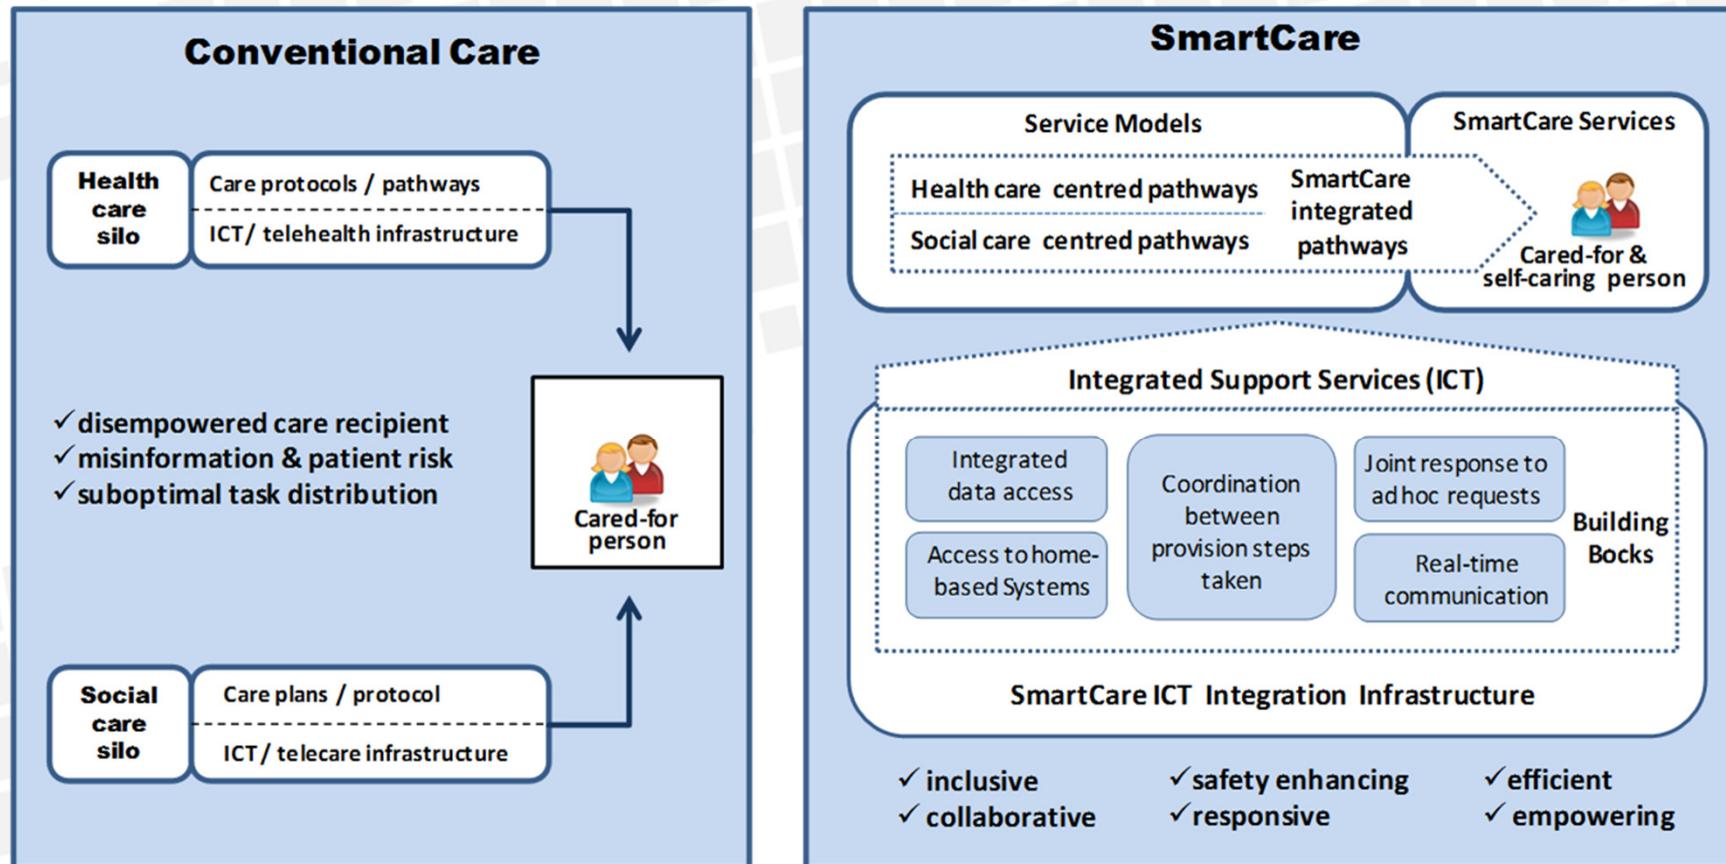 Conventional Care
Health
care
silo
Care protocols / pathways
ICT/ telehealth infrastructure
✓disempowered care recipient
✓misinformation & patient risk
✓suboptimal task distribution
Cared-for
person
Social
care
silo
Care plans / protocol
ICT/ telecare infrastructure
SmartCare
Service Models
SmartCare Services
Health care centred pathways
Social care centred pathways
SmartCare
integrated
pathways
Cared-for &
self-caring person
Integrated Support Services (ICT)
Integrated
data access
Access to home-
based Systems
Coordination
between
provision steps
taken
Joint response to
ad hoc requests
Real-time
communication
Building
Bocks
SmartCare ICT Integration Infrastructure
✓inclusive
✓collaborative
✓safety enhancing
✓responsive
✓efficient
✓empowering